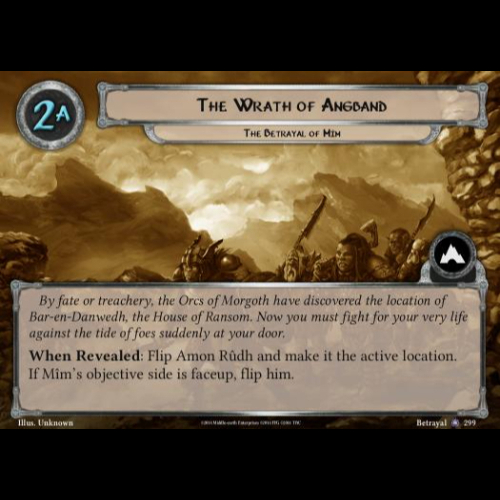 2A
The Wrath of Angband
The Betrayal of Mîm
By fate or treachery, the Orcs of Morgoth have discovered the location of
Bar-en-Danwedh, the House of Ransom. Now you must fight for your very life
against the tide of foes suddenly at your door.
When Revealed: Flip Amon Rûdh and make it the active location.
If Mîm's objective side is faceup, flip him.
Illus. Unknown
Betrayal 299